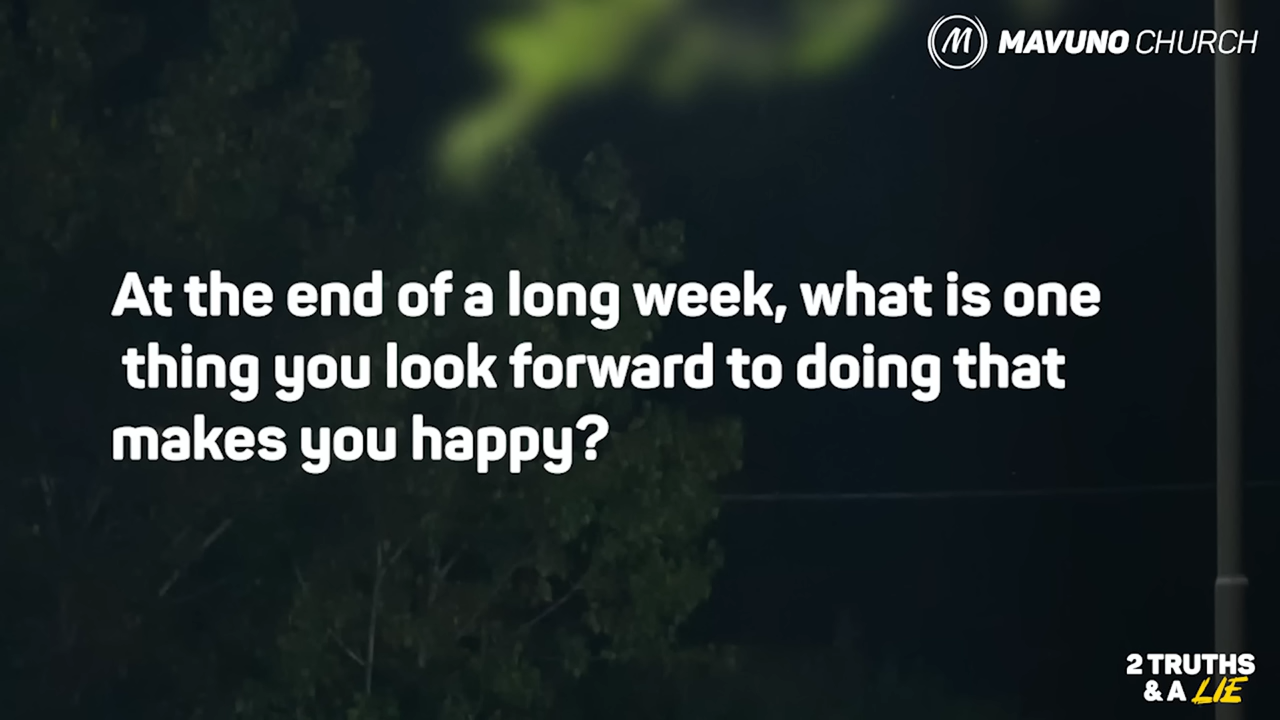 MAVUNO CHURCH
At the end of a long week, what is one
thing you look forward to doing that
makes you happy?
2 TRUTHS
& A LIE